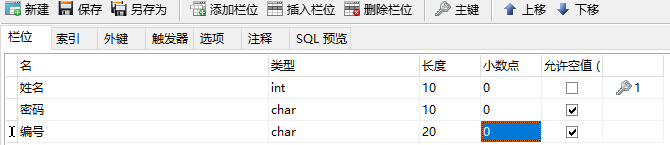 新建 保存 另存为 添加栏位 插入栏位 删除栏位 主键 上移 下移
栏位 索引 外键 触发器 选项 注释 SQL 预览
名 类型 长度 小数点 允许空值 (
姓名 int 10 0 1
密码 char 10 0
编号 char 20 0